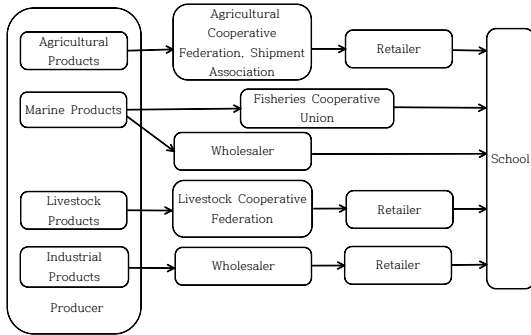 Agricultural
Products
Agricultural
Cooperative
Federation, Shipment
Association
Retailer
Marine Products
Fisheries Cooperative
Union
Wholesaler
School
Livestock
Products
Livestock Cooperative
Federation
Retailer
Industrial
Products
Wholesaler
Retailer
Producer